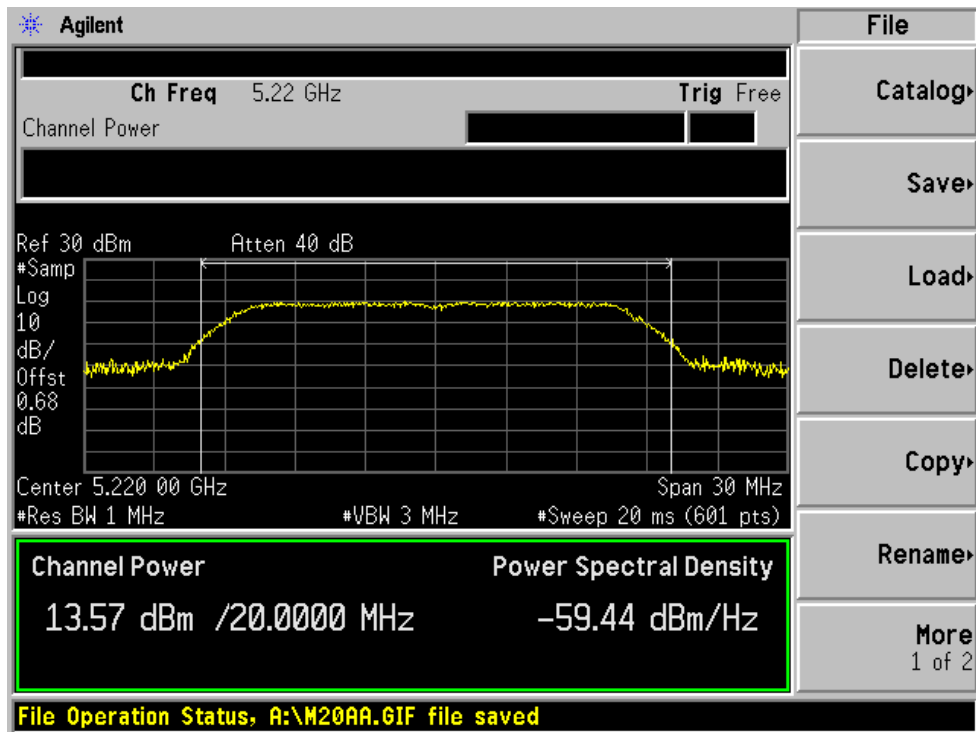 Agilent
File
Ch Freq 5.22 GHz Trig Free
Channel Power
Catalog
Save
Ref 30 dBm Atten 40 dB
#Samp
Log
10
dB/
Offst
0.68
dB
Load
Delete
Copy
Center 5.220 00 GHz Span 30 MHz
#Res BW 1 MHz #VBW 3 MHz #Sweep 20 ms (601 pts)
Channel Power Power Spectral Density
13.57 dBm /20.0000 MHz -59.44 dBm/Hz
Rename
More
1 of 2
File Operation Status, A:\M20AA.GIF file saved